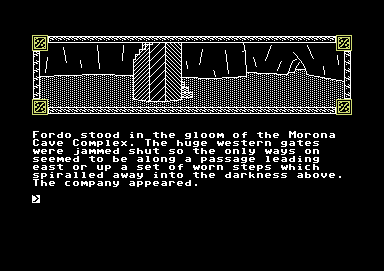 Fordo stood in the gloom of the Morona
Cave Complex. The huge western gates
were jammed shut so the only ways on
seemed to be along a passage leading
east or up a set of worn steps which
spiralled away into the darkness above.
The company appeared.
>